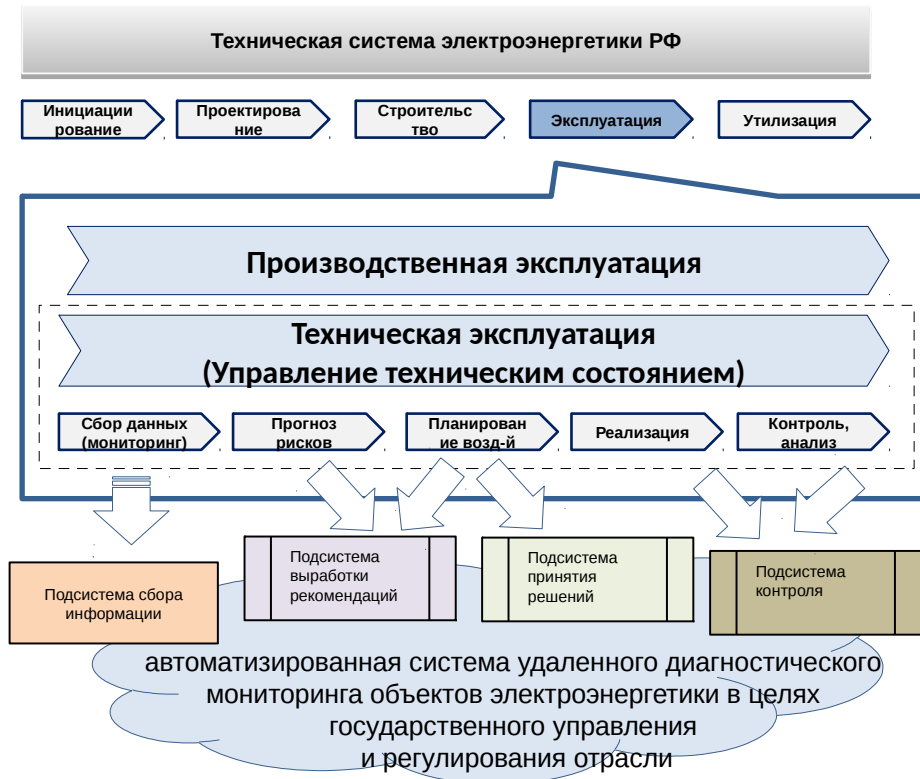 Техническая система электроэнергетики РФ
Инициации
рование
Проектирова
ние
Строительс
тво
Эксплуатация
Утилизация
Производственная эксплуатация
Техническая эксплуатация
(Управление техническим состоянием)
Сбор данных
(мониторинг)
Прогноз
рисков
Планирован
ие возд-й
Реализация
Контроль,
анализ
Подсистема сбора
информации
Подсистема
выработки
рекомендаций
Подсистема
принятия
решений
Подсистема
контроля
автоматизированная система удаленного диагностического
мониторинга объектов электроэнергетики в целях
государственного управления
и регулирования отрасли